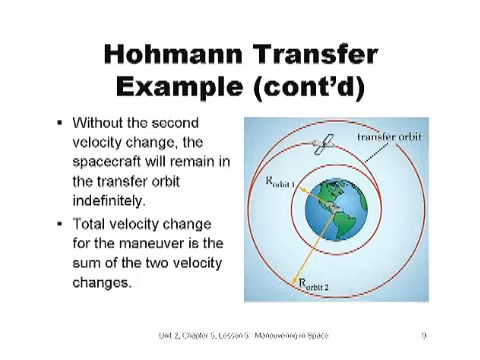 Hohmann Transfer
Example (cont'd)
▪ Without the second
velocity change, the
spacecraft will remain in
the transfer orbit
indefinitely.
▪ Total velocity change
for the maneuver is the
sum of the two velocity
changes.
transfer orbit
R orbit 1
R orbit 2
Unit 2, Chapter 5, Lesson 5: Maneuvering in Space
9